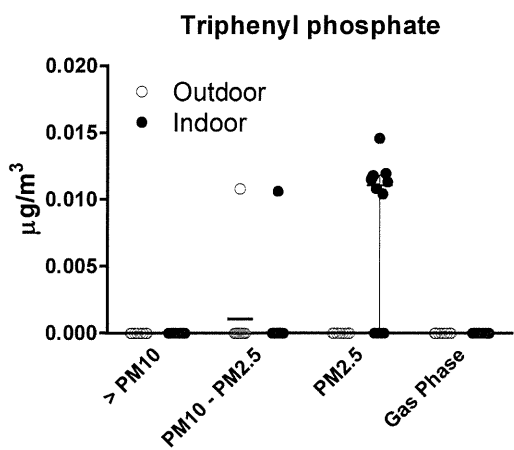 Triphenyl phosphate
0.020
0.015
0.010
0.005
0.000
µg/m³
Outdoor
Indoor
> PM10
PM10 - PM2.5
PM2.5
Gas Phase